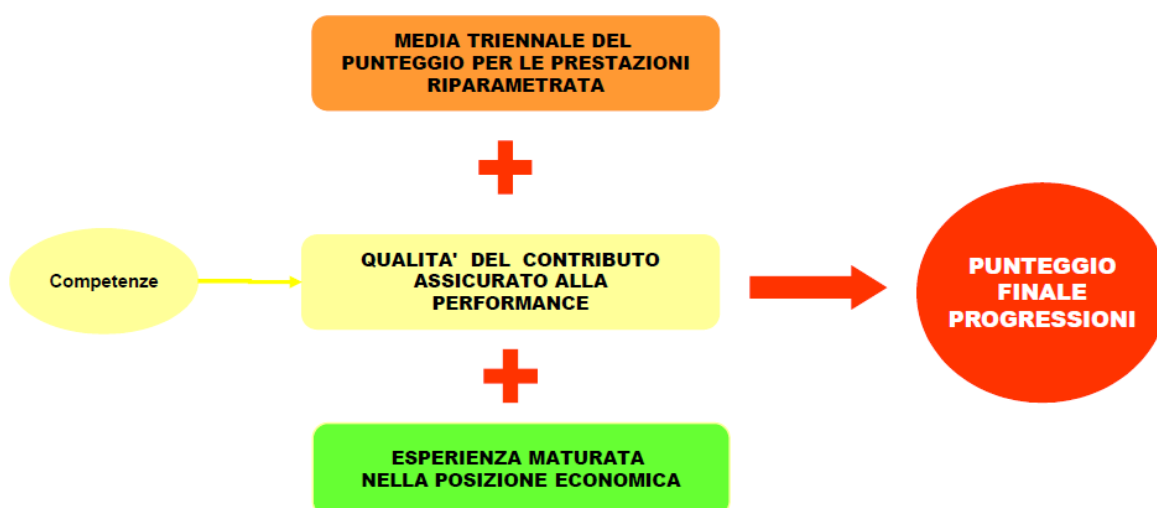 MEDIA TRIENNALE DEL
PUNTEGGIO PER LE PRESTAZIONI
RIPARAMETRATA
Competenze
QUALITA' DEL CONTRIBUTO
ASSICURATO ALLA
PERFORMANCE
PUNTEGGIO
FINALE
PROGRESSIONI
ESPERIENZA MATURATA
NELLA POSIZIONE ECONOMICA